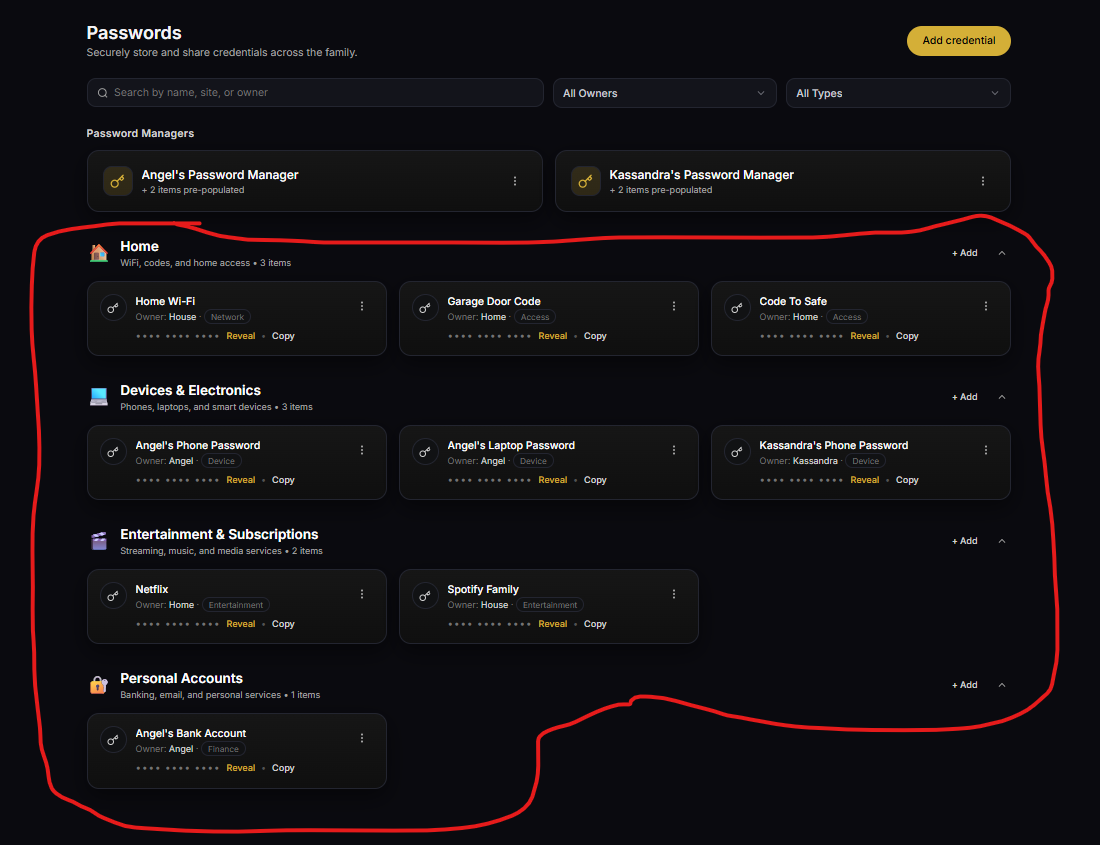 Passwords
Add credential
Securely store and share credentials across the family.
Search by name, site, or owner
All Owners
All Types
Password Managers
Angel's Password Manager
+ 2 items pre-populated
Kassandra's Password Manager
+ 2 items pre-populated
Home
WiFi, codes, and home access • 3 items
+ Add
Home Wi-Fi
Owner: House · Network
•••• •••• •••• Reveal • Copy
Garage Door Code
Owner: Home · Access
•••• •••• •••• Reveal • Copy
Code To Safe
Owner: Home · Access
•••• •••• •••• Reveal • Copy
Devices & Electronics
Phones, laptops, and smart devices • 3 items
+ Add
Angel's Phone Password
Owner: Angel · Device
•••• •••• •••• Reveal • Copy
Angel's Laptop Password
Owner: Angel · Device
•••• •••• •••• Reveal • Copy
Kassandra's Phone Password
Owner: Kassandra · Device
•••• •••• •••• Reveal • Copy
Entertainment & Subscriptions
Streaming, music, and media services • 2 items
+ Add
Netflix
Owner: Home · Entertainment
•••• •••• •••• Reveal • Copy
Spotify Family
Owner: House · Entertainment
•••• •••• •••• Reveal • Copy
Personal Accounts
Banking, email, and personal services • 1 items
+ Add
Angel's Bank Account
Owner: Angel · Finance
•••• •••• •••• Reveal • Copy